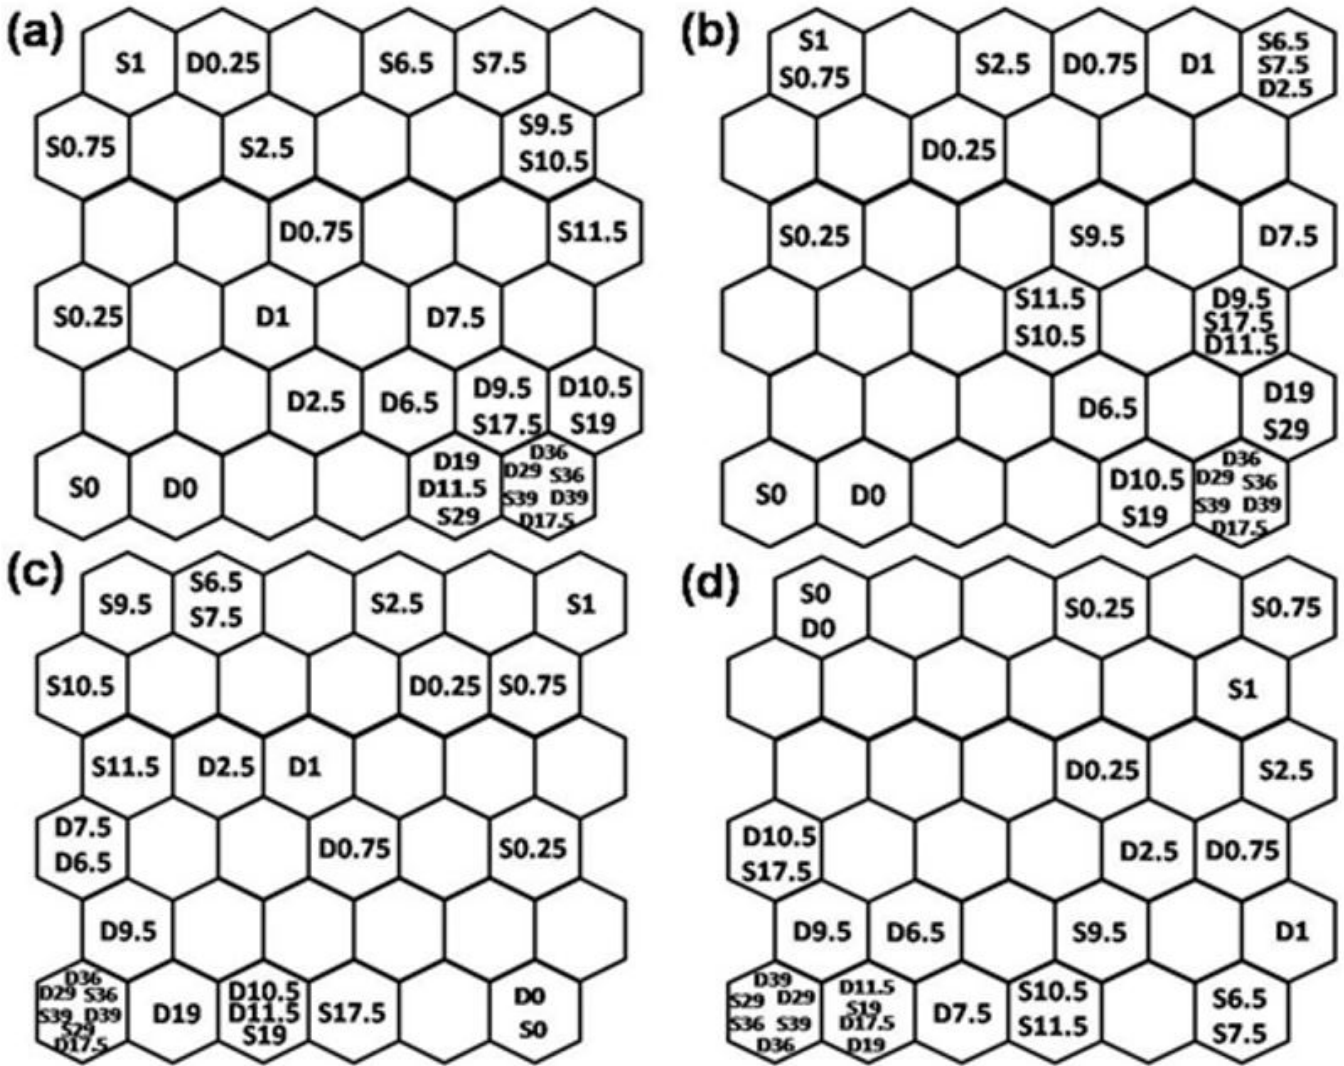 (a)
S1 D0.25 S6.5 S7.5
S0.75 S2.5 S9.5
S10.5
D0.75 S11.5
S0.25 D1 D7.5
D2.5 D6.5 D9.5 D10.5
S17.5 S19
S0 D0 D19 D36
D11.5 D29 S36
S29 S39 D39
D17.5
(b)
S1 S2.5 D0.75 D1 S6.5
S0.75 S7.5
D2.5
D0.25
S0.25 S9.5 D7.5
S11.5 D9.5
S10.5 S17.5
D11.5
D6.5 D19
S29
S0 D0 D10.5 D36
S19 D29 S36
S39 D39
D17.5
(c)
S9.5 S6.5 S2.5 S1
S7.5
S10.5 D0.25 S0.75
S11.5 D2.5 D1
D7.5 D0.75 S0.25
D6.5
D9.5
D36 D19 D10.5 S17.5 D0
D29 S36 D11.5 S0
S39 D39 S19
S29
D17.5
(d)
S0 S0.25 S0.75
D0
S1
D0.25 S2.5
D10.5 D2.5 D0.75
S17.5
D9.5 D6.5 S9.5 D1
D39 D11.5 D7.5 S10.5 S6.5
S29 D29 S19 S11.5 S7.5
S36 S39 D17.5
D36 D19